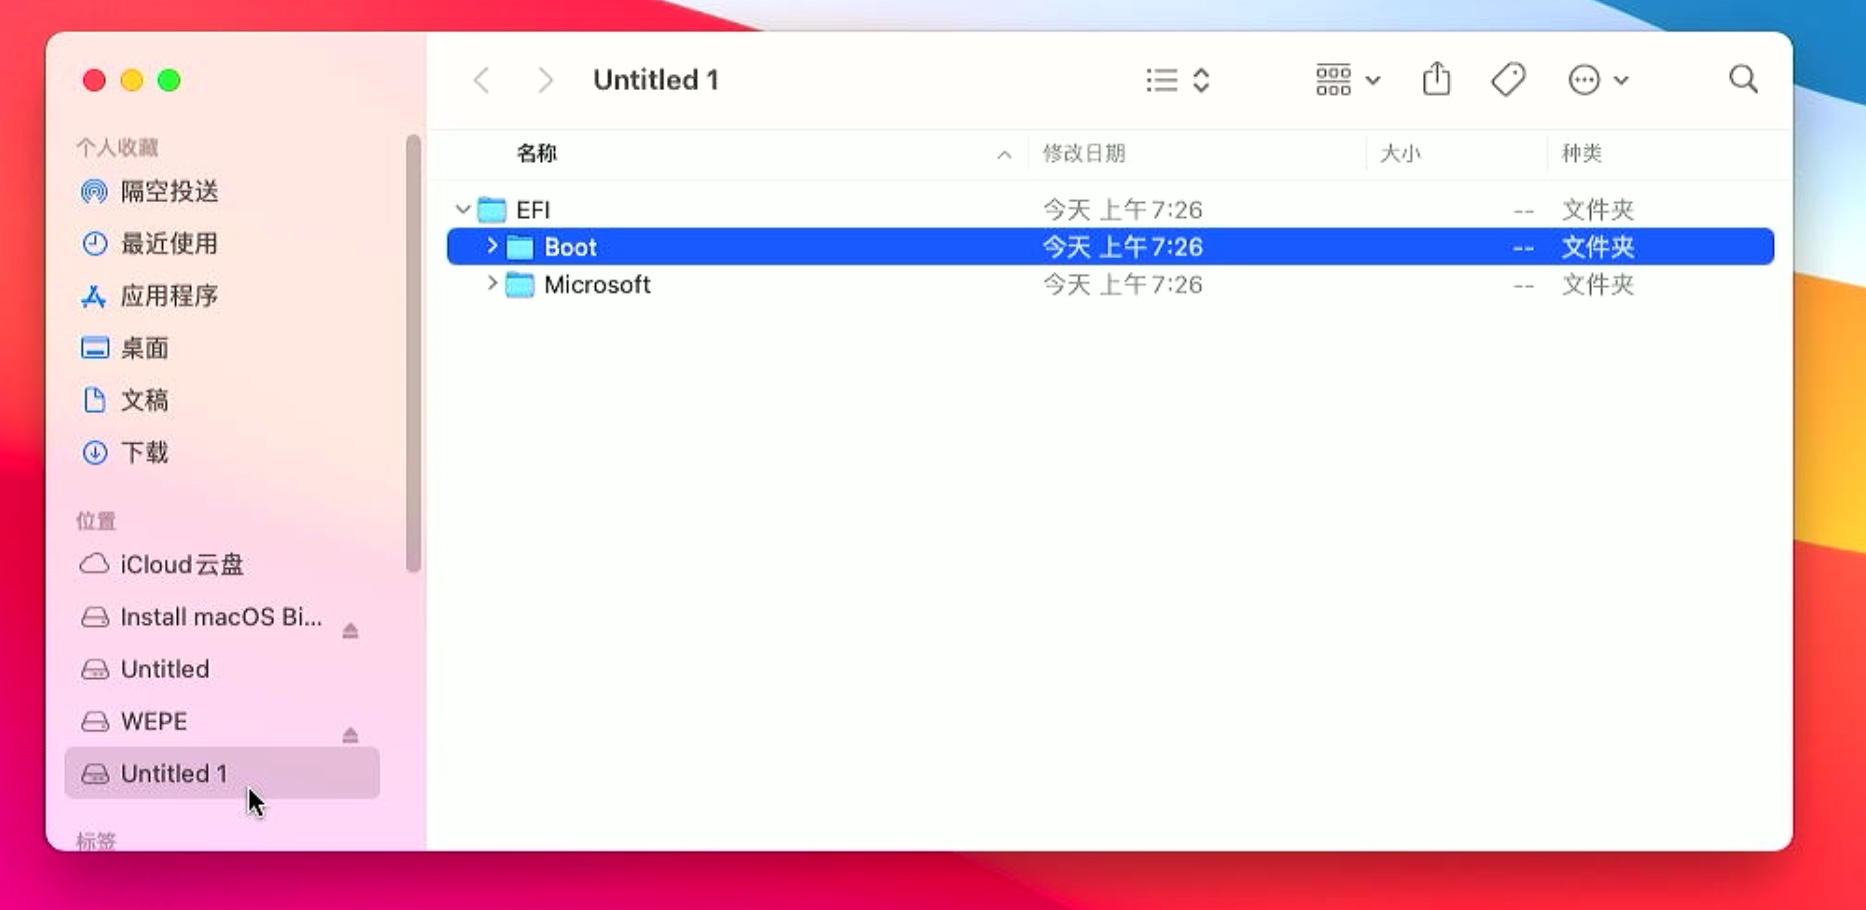 Untitled 1
个人收藏
隔空投送
最近使用
应用程序
桌面
文稿
下载
位置
iCloud云盘
Install macOS Bi...
Untitled
WEPE
Untitled 1
标签
名称 修改日期 大小 种类
EFI 今天 上午7:26 -- 文件夹
Boot 今天 上午7:26 -- 文件夹
Microsoft 今天 上午7:26 -- 文件夹